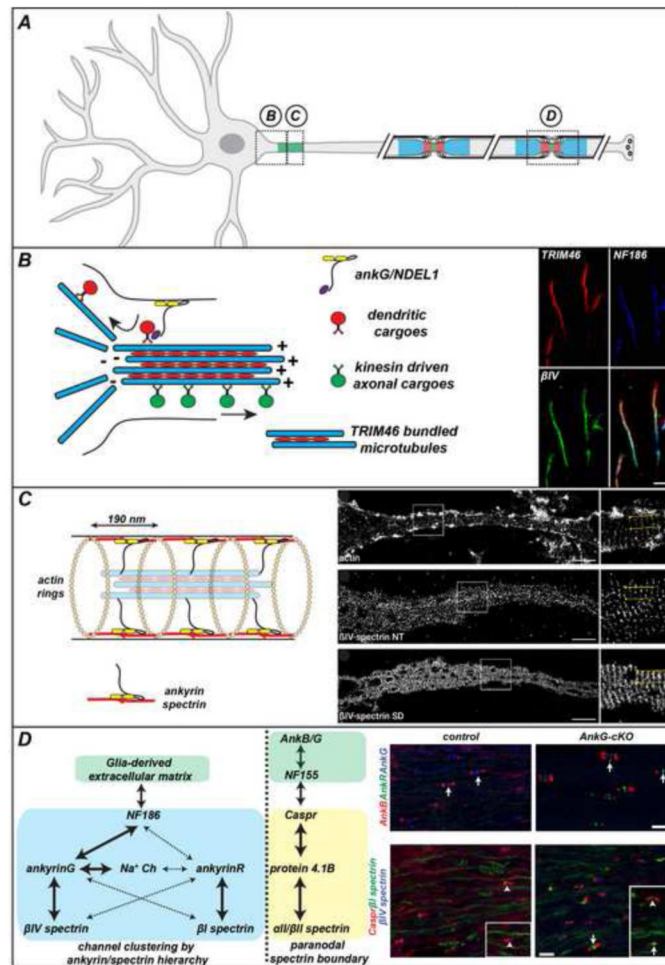 A
B
C
D
B
ankG/NDEL1
dendritic
cargoes
kinesin driven
axonal cargoes
TRIM46 bundled
microtubules
- - -
+
+
+
+
TRIM46
NF186
βIV
C
190 nm
actin
rings
ankyrin
spectrin
actin
βIV-spectrin NT
βIV-spectrin SD
D
Glia-derived
extracellular matrix
NF186
ankyrinG
Na⁺ Ch
ankyrinR
βIV spectrin
βI spectrin
channel clustering by
ankyrin/spectrin hierarchy
AnkB/G
NF155
Caspr
protein 4.1B
αII/βII spectrin
paranodal
spectrin boundary
control
AnkG-cKO
AnkB AnkR AnkG
Caspr βI spectrin
βIV spectrin